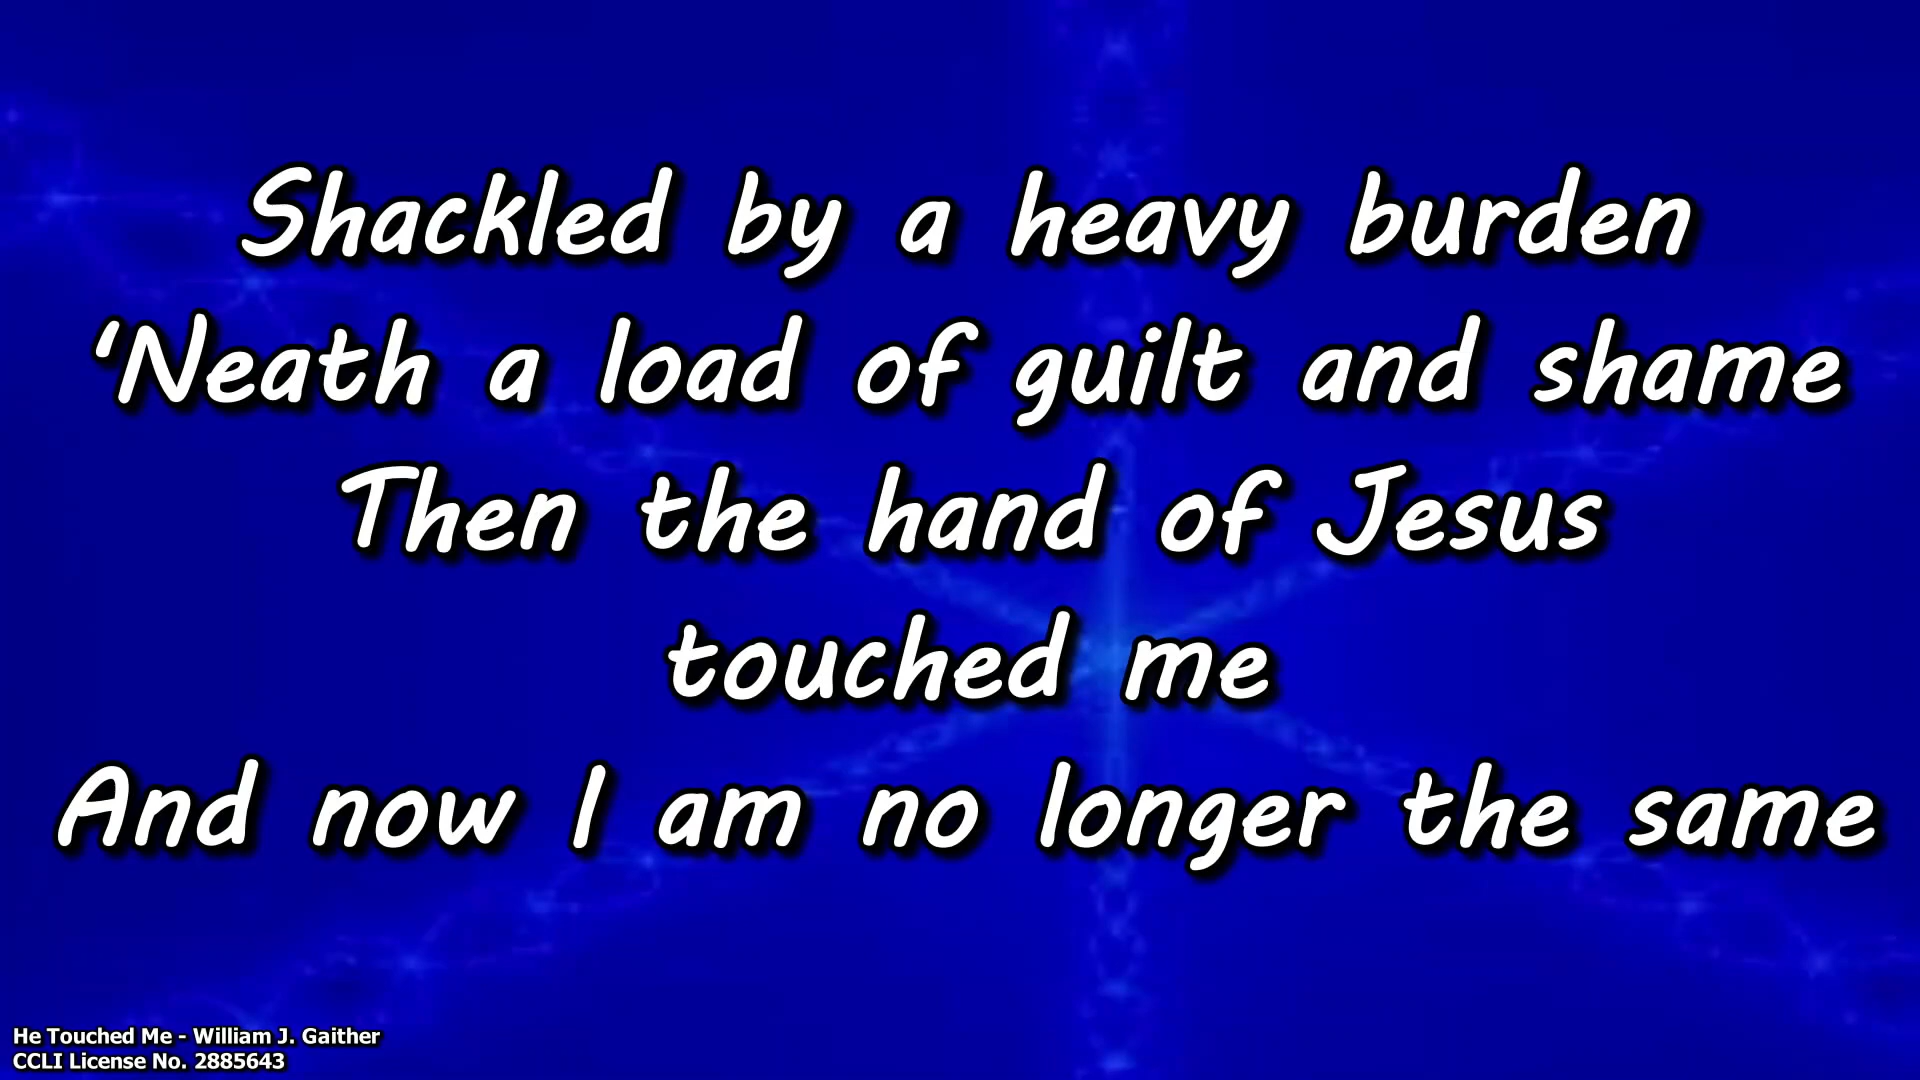 Shackled by a heavy burden
‘Neath a load of guilt and shame
Then the hand of Jesus
touched me
And now I am no longer the same
He Touched Me - William J. Gaither
CCLI License No. 2885643